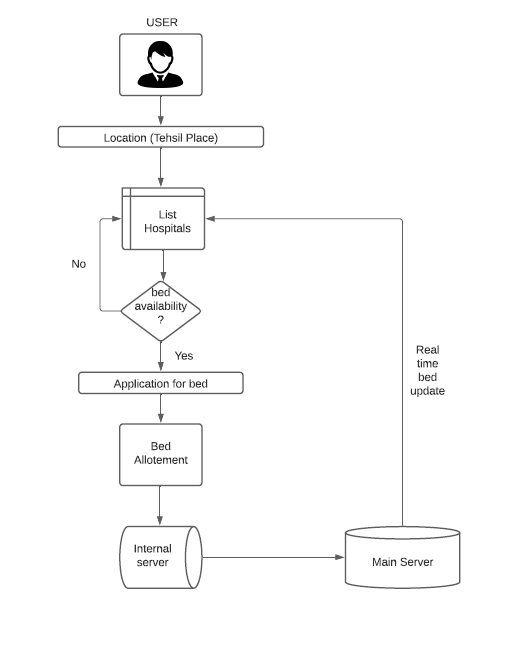 USER
Location (Tehsil Place)
List
Hospitals
No
bed
availability
?
Yes
Application for bed
Real
time
bed
update
Bed
Allotement
Internal
server
Main Server